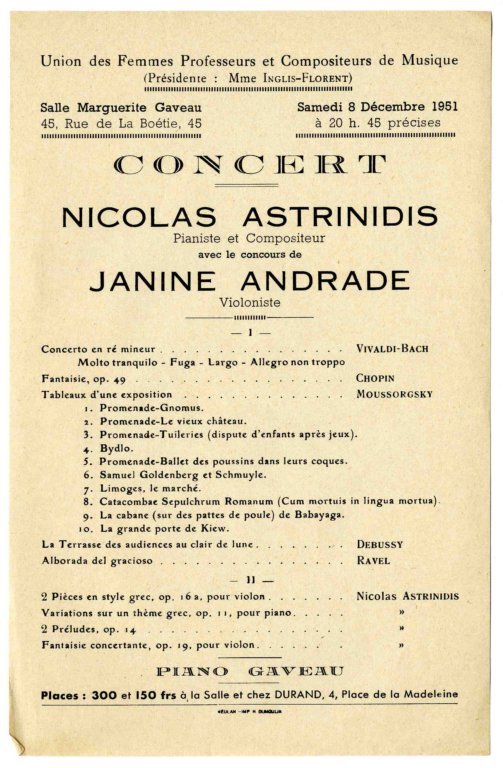 Union des Femmes Professeurs et Compositeurs de Musique
(Présidente : Mme INGLIS-FLORENT)
Salle Marguerite Gaveau
45, Rue de La Boëtie, 45
Samedi 8 Décembre 1951
à 20 h. 45 précises
CONCERT
NICOLAS ASTRINIDIS
Pianiste et Compositeur
avec le concours de
JANINE ANDRADE
Violoniste
— I —
Concerto en ré mineur . . . . . . . . . . . . . . VIVALDI-BACH
Molto tranquilo - Fuga - Largo - Allegro non troppo
Fantaisie, op. 49 . . . . . . . . . . . . . . . . CHOPIN
Tableaux d'une exposition . . . . . . . . . . . . MOUSSORGSKY
1. Promenade-Gnomus.
2. Promenade-Le vieux château.
3. Promenade-Tuileries (dispute d'enfants après jeux).
4. Bydlo.
5. Promenade-Ballet des poussins dans leurs coques.
6. Samuel Goldenberg et Schmuyle.
7. Limoges, le marché.
8. Catacombae Sepulchrum Romanum (Cum mortuis in lingua mortua).
9. La cabane (sur des pattes de poule) de Babayaga.
10. La grande porte de Kiew.
La Terrasse des audiences au clair de lune . . . . . . . DEBUSSY
Alborada del gracioso . . . . . . . . . . . . . . RAVEL
— II —
2 Pièces en style grec, op. 16 a, pour violon . . . . . . . Nicolas ASTRINIDIS
Variations sur un thème grec, op. 11, pour piano . . . . . »
2 Préludes, op. 14 . . . . . . . . . . . . . . . »
Fantaisie concertante, op. 19, pour violon . . . . . . . »
PIANO GAVEAU
Places : 300 et 150 frs à la Salle et chez DURAND, 4, Place de la Madeleine